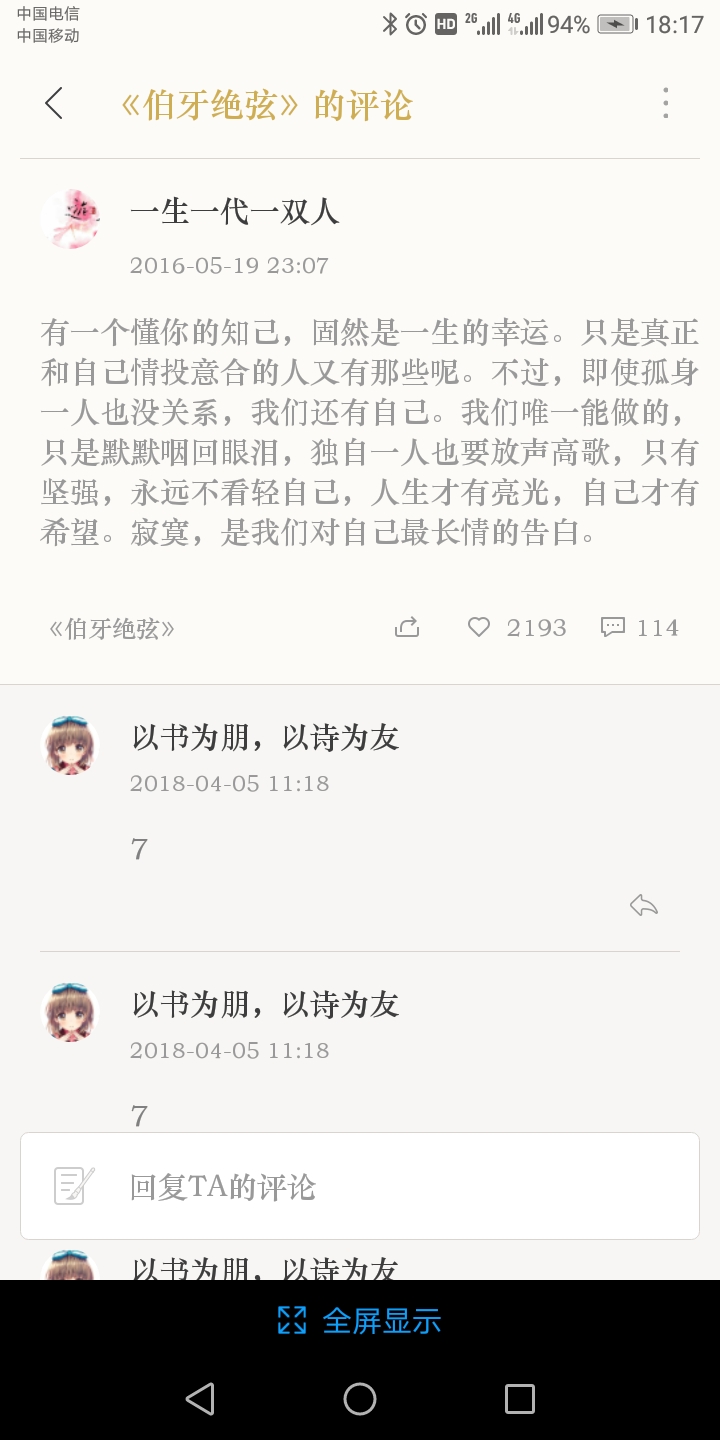 中国电信
中国移动
HD 2G 4G 94% 18:17
《伯牙绝弦》的评论
一生一代一双人
2016-05-19 23:07
有一个懂你的知己，固然是一生的幸运。只是真正
和自己情投意合的人又有那些呢。不过，即使孤身
一人也没关系，我们还有自己。我们唯一能做的，
只是默默咽回眼泪，独自一人也要放声高歌，只有
坚强，永远不看轻自己，人生才有亮光，自己才有
希望。寂寞，是我们对自己最长情的告白。
《伯牙绝弦》 2193 114
以书为朋，以诗为友
2018-04-05 11:18
7
以书为朋，以诗为友
2018-04-05 11:18
7
回复TA的评论
以书为朋，以诗为友
全屏显示